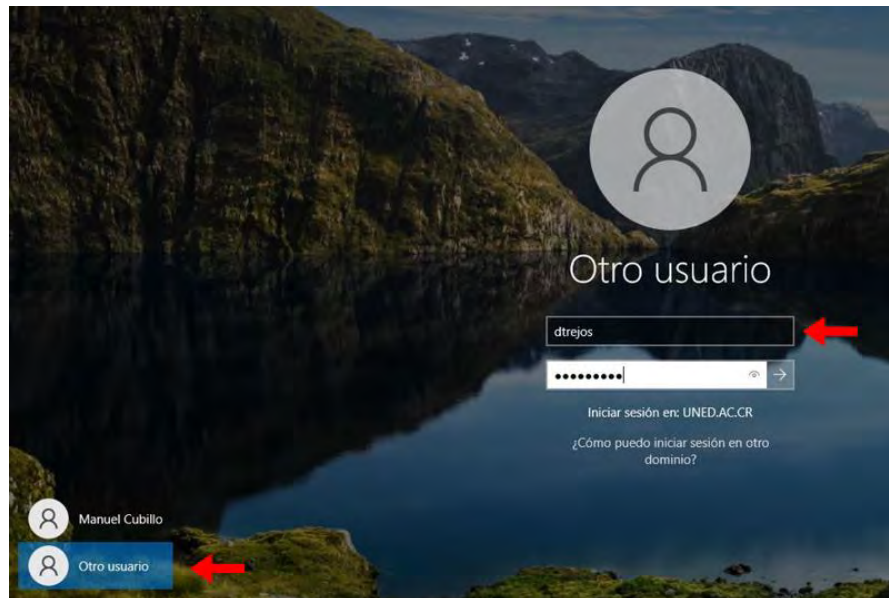 Otro usuario
dtrejos
Iniciar sesión en: UNED.AC.CR
¿Cómo puedo iniciar sesión en otro
dominio?
Manuel Cubillo
Otro usuario